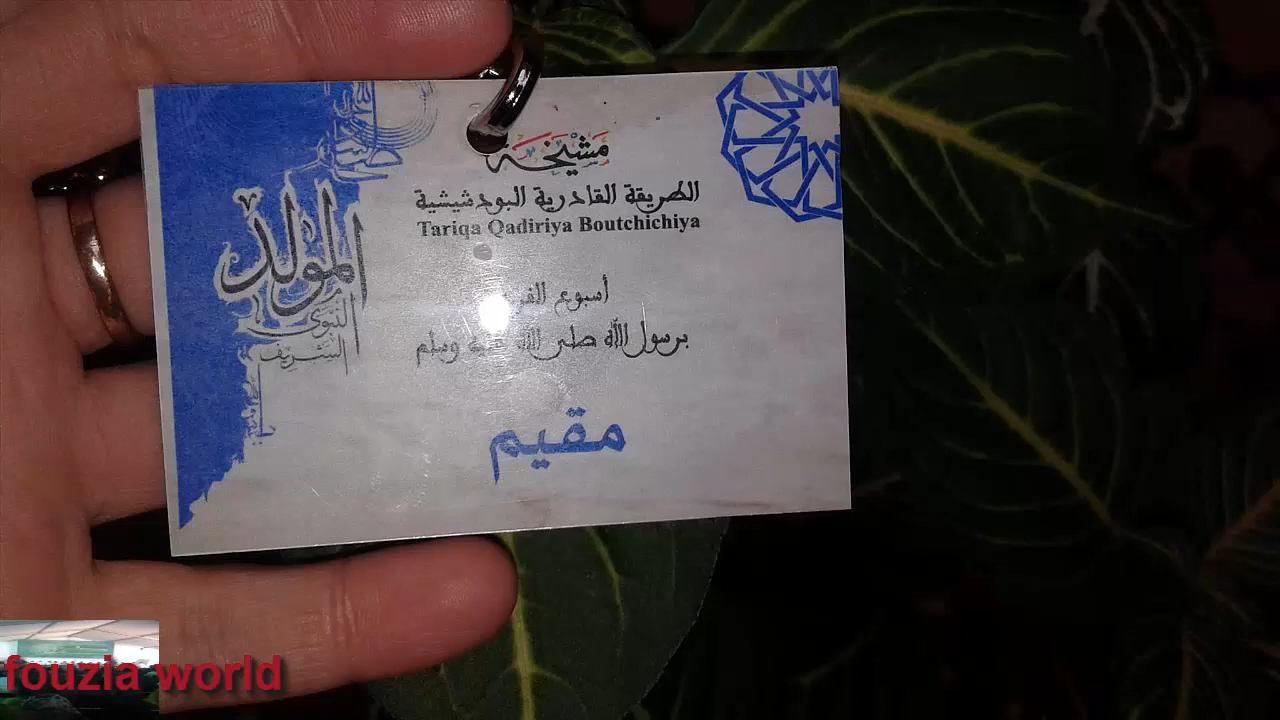 مشيخة
الطريقة القادرية البودشيشية
Tariqa Qadiriya Boutchichiya
أسبوع
برسول الله صلى الله عليه وسلم
مقيم
المولد
النبوي
الشريف
fouzia world